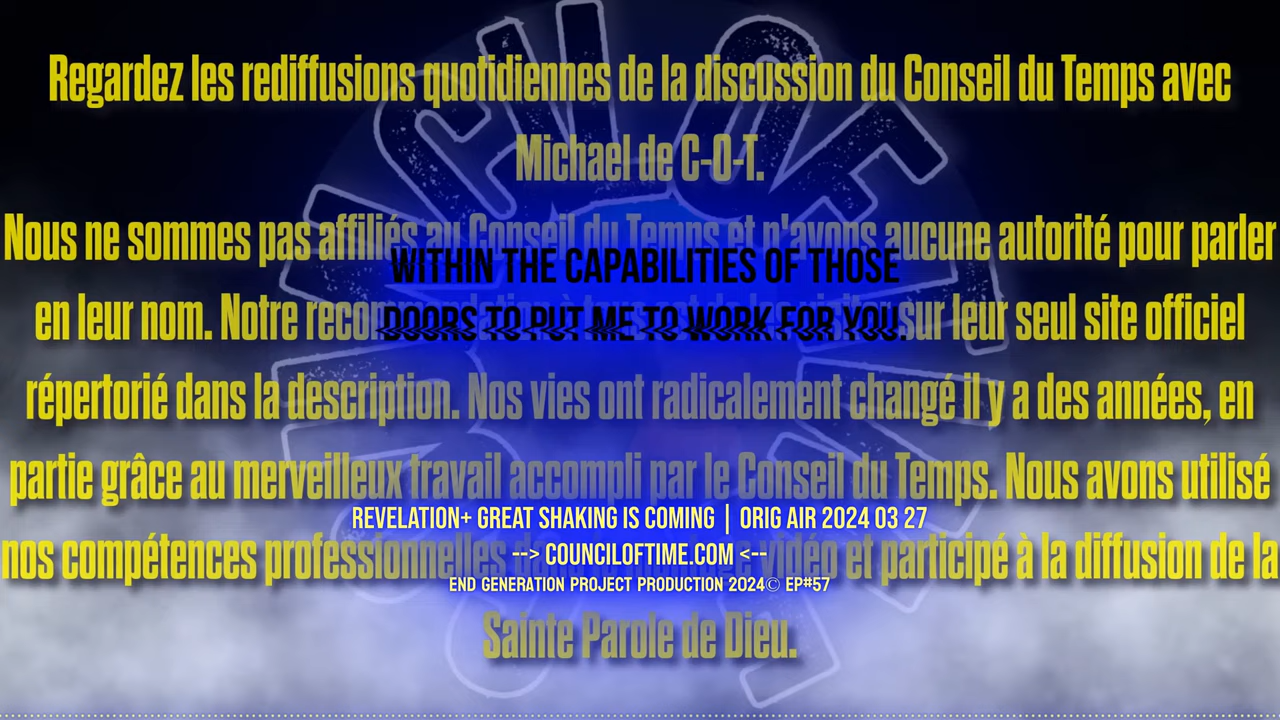 Regardez les rediffusions quotidiennes de la discussion du Conseil du Temps avec
Michael de C-O-T.
Nous ne sommes pas affiliés au Conseil du Temps et n'avons aucune autorité pour parler
WITHIN THE CAPABILITIES OF THOSE
en leur nom. Notre sur leur seul site officiel
DOORS TO PUT ME TO WORK FOR YOU.
répertorié dans la description. Nos vies ont radicalement changé il y a des années, en
partie grâce au merveilleux travail accompli par le Conseil du Temps. Nous avons utilisé
REVELATION+ GREAT SHAKING IS COMING | ORIG AIR 2024 03 27
nos compétences professionnelles vidéo et participé à la diffusion de la
--> COUNCILOFTIME.COM <--
END GENERATION PROJECT PRODUCTION 2024© EP#57
Sainte Parole de Dieu.